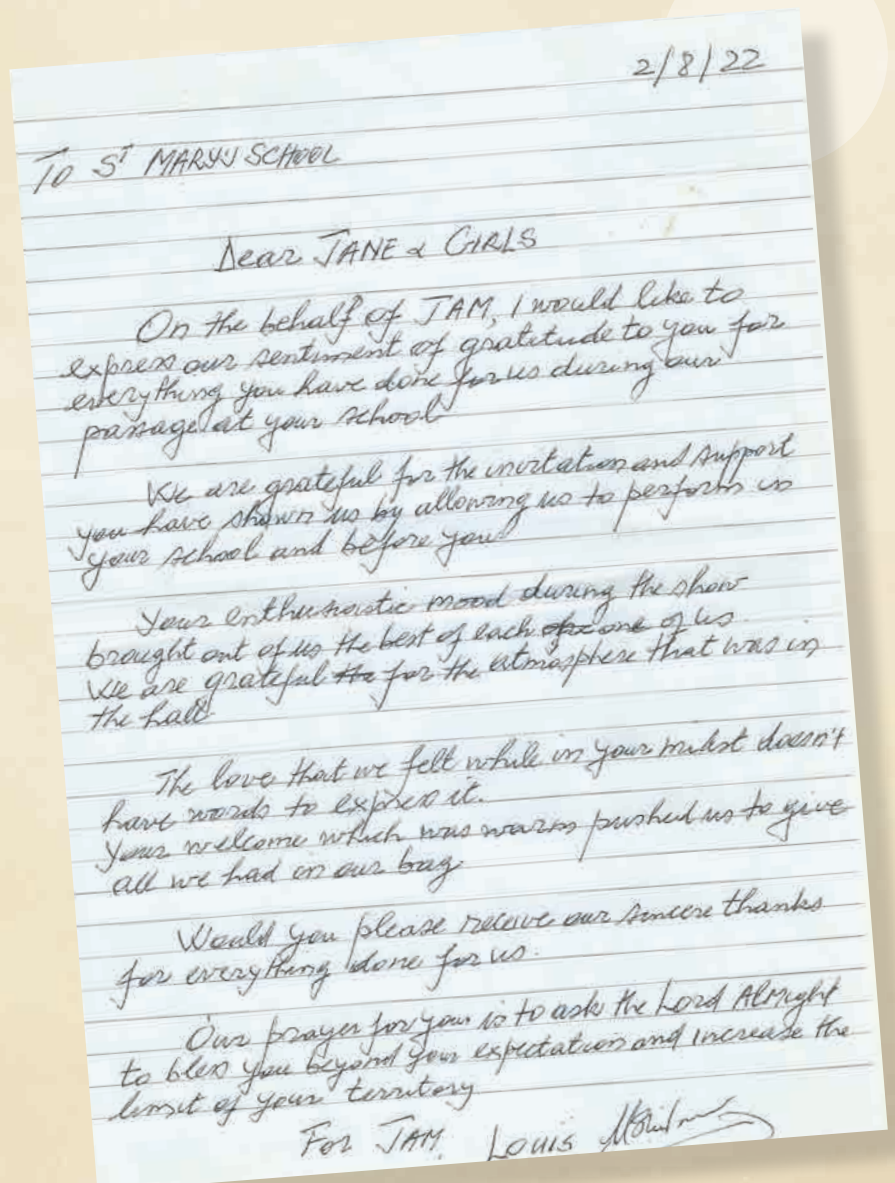 2/8/22
To ST MARY'S SCHOOL
Dear JANE & GIRLS
On the behalf of JAM, I would like to
express our sentiment of gratitude to you for
everything you have done for us during our
passage at your school
We are grateful for the invitation and support
you have shown us by allowing us to perform in
your school and before you
Your enthusiastic mood during the show
brought out of us the best of each of us.
We are grateful for the atmosphere that was in
the hall
The love that we felt while in your midst doesn't
have words to express it.
Your welcome which was warm pushed us to give
all we had on our bag.
Would you please receive our sincere thanks
for everything done for us.
Our prayer for you is to ask the Lord Almight
to bless you beyond your expectation and increase the
limit of your territory
For JAM Louis